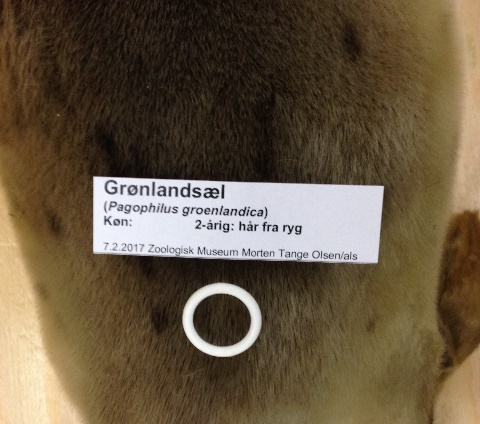 Grønlandsæl
(Pagophilus groenlandica)
Køn: 2-årig: hår fra ryg
7.2.2017 Zoologisk Museum Morten Tange Olsen/als